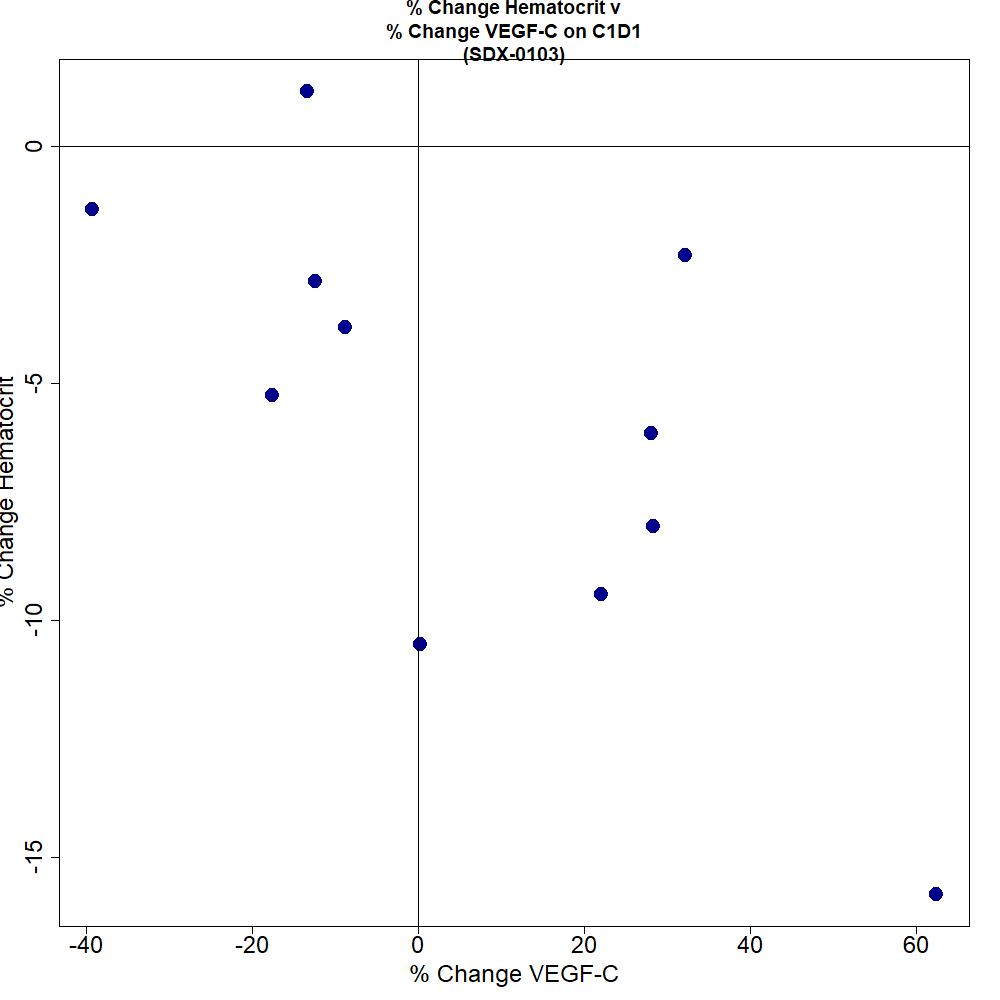 % Change Hematocrit v
% Change VEGF-C on C1D1
(SDX-0103)
% Change Hematocrit
0
-5
-10
-15
-40
-20
0
20
40
60
% Change VEGF-C